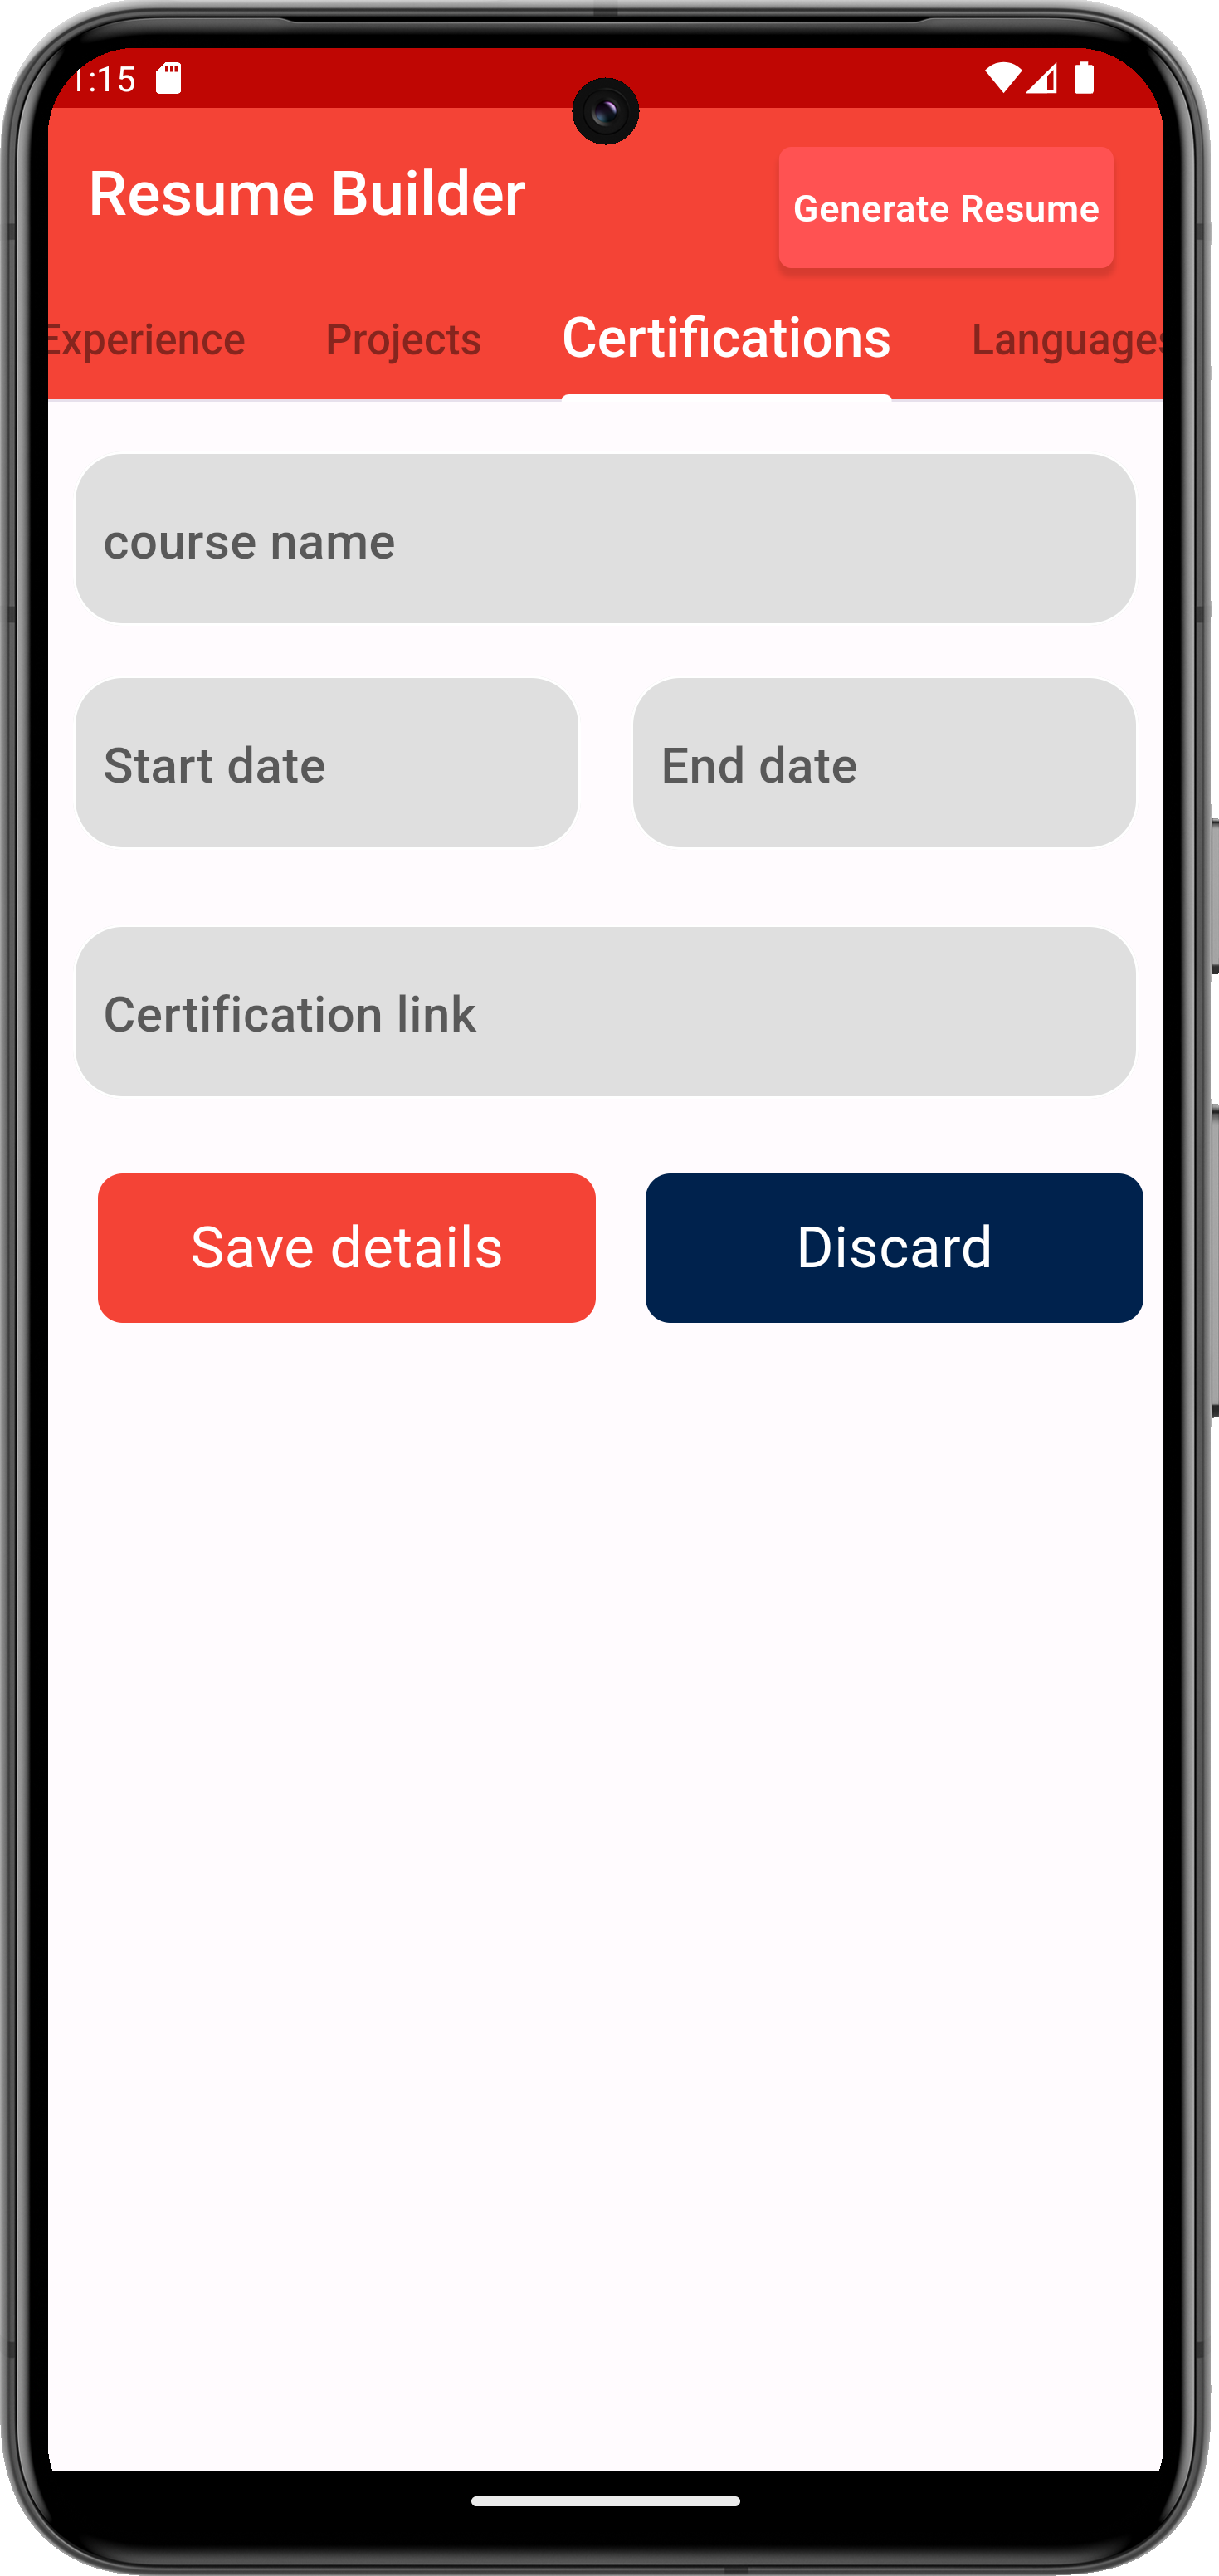 1:15
Resume Builder
Generate Resume
Experience Projects Certifications Languages
course name
Start date End date
Certification link
Save details Discard